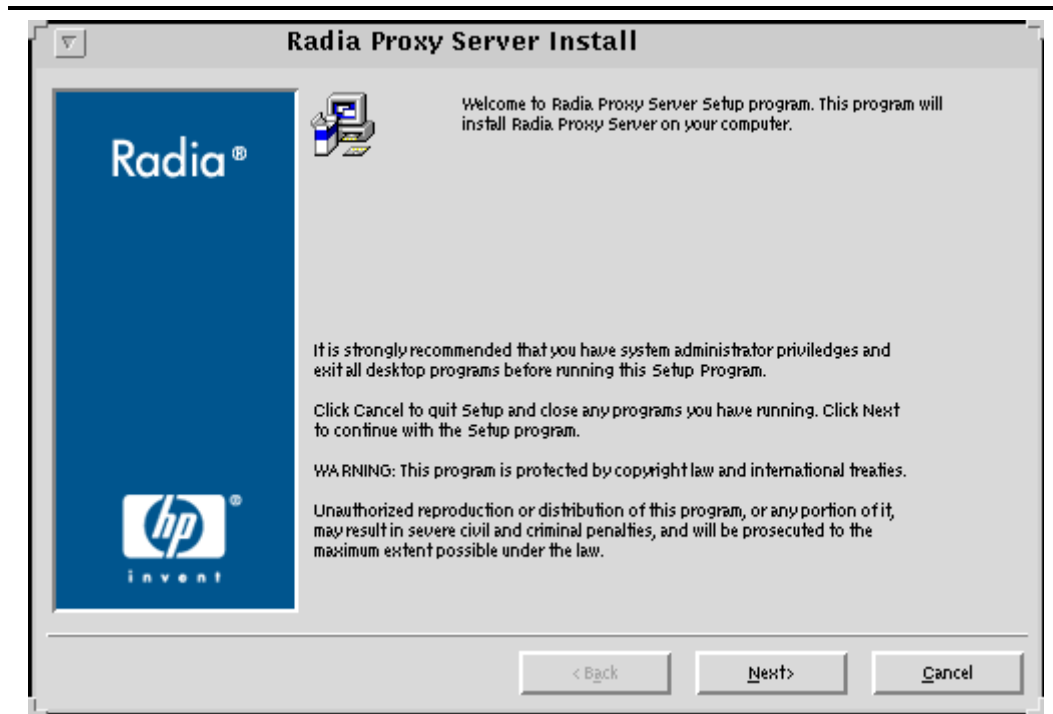 Radia Proxy Server Install
Radia®
Welcome to Radia Proxy Server Setup program. This program will
install Radia Proxy Server on your computer.
It is strongly recommended that you have system administrator priviledges and
exit all desktop programs before running this Setup Program.
Click Cancel to quit Setup and close any programs you have running. Click Next
to continue with the Setup program.
WARNING: This program is protected by copyright law and international treaties.
Unauthorized reproduction or distribution of this program, or any portion of it,
may result in severe civil and criminal penalties, and will be prosecuted to the
maximum extent possible under the law.
hp®
invent
< Back
Next>
Cancel